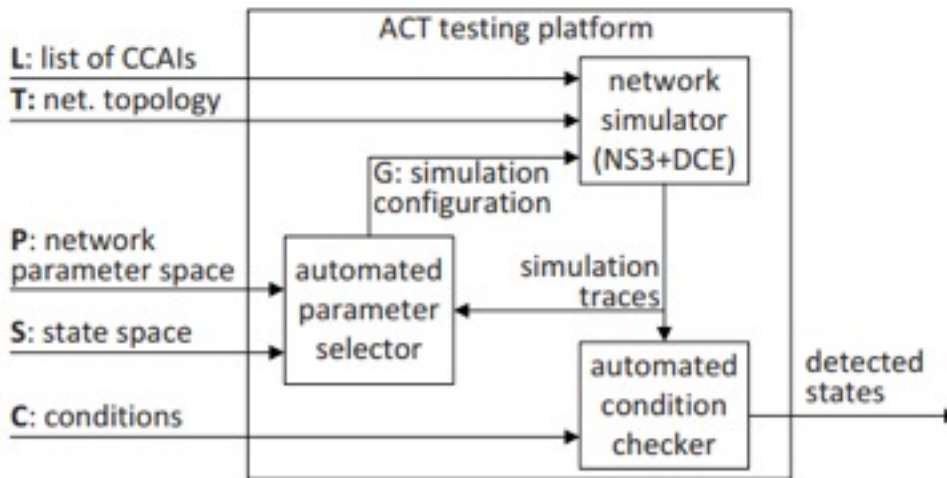 ACT testing platform
L: list of CCAIs
T: net. topology
network
simulator
(NS3+DCE)
G: simulation
configuration
P: network
parameter space
automated
parameter
selector
simulation
traces
S: state space
automated
condition
checker
detected
states
C: conditions